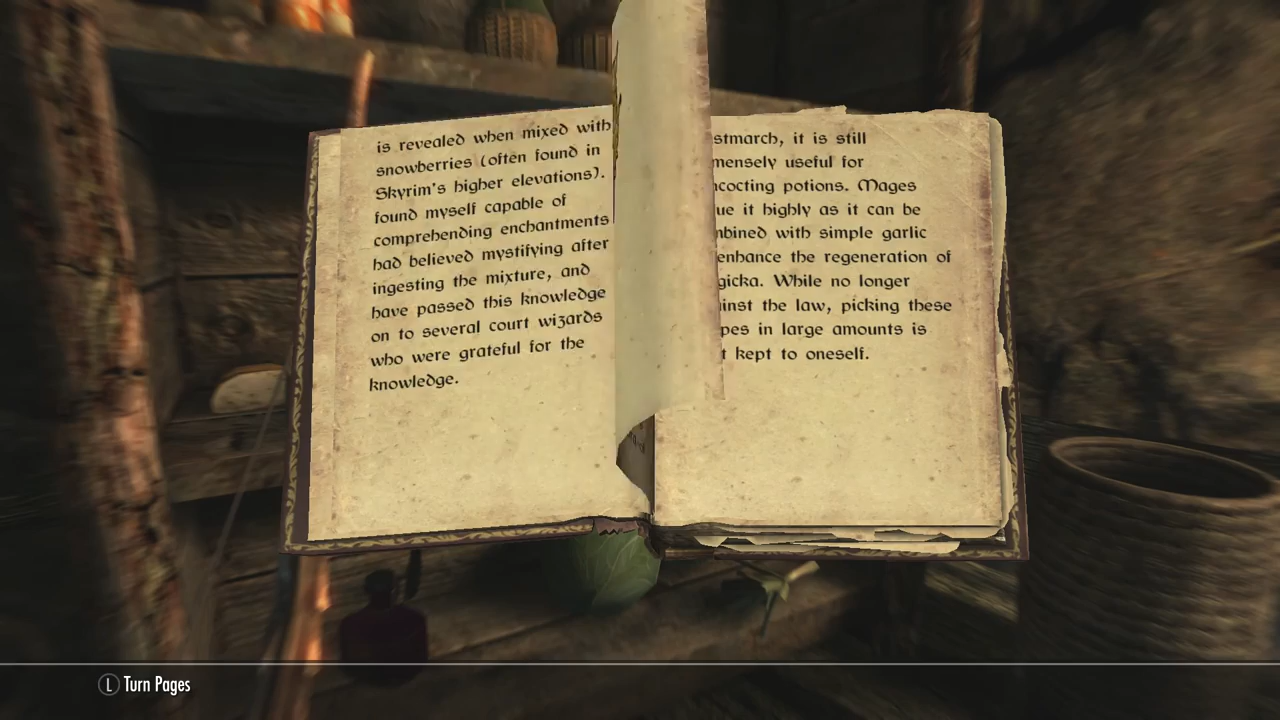 is revealed when mixed with
snowberries (often found in
Skyrim's higher elevations).
found myself capable of
comprehending enchantments
had believed mystifying after
ingesting the mixture, and
have passed this knowledge
on to several court wizards
who were grateful for the
knowledge.
stmarch, it is still
mensely useful for
ncocting potions. Mages
ue it highly as it can be
mbined with simple garlic
enhance the regeneration of
gicka. While no longer
inst the law, picking these
pes in large amounts is
t kept to oneself.
L Turn Pages